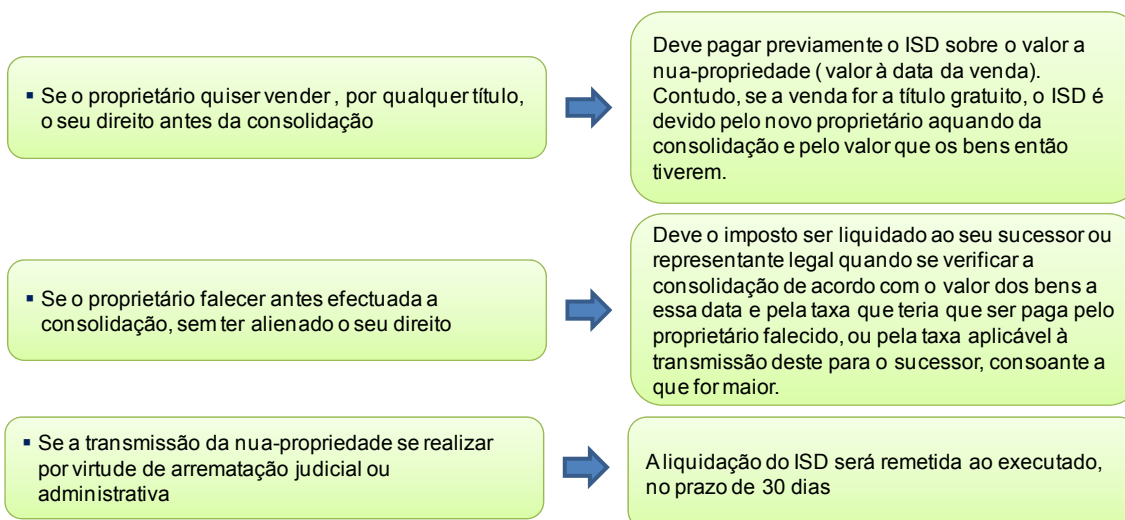 ▪ Se o proprietário quiser vender , por qualquer título,
o seu direito antes da consolidação
Deve pagar previamente o ISD sobre o valor a
nua-propriedade ( valor à data da venda).
Contudo, se a venda for a título gratuito, o ISD é
devido pelo novo proprietário aquando da
consolidação e pelo valor que os bens então
tiverem.
▪ Se o proprietário falecer antes efectuada a
consolidação, sem ter alienado o seu direito
Deve o imposto ser liquidado ao seu sucessor ou
representante legal quando se verificar a
consolidação de acordo com o valor dos bens a
essa data e pela taxa que teria que ser paga pelo
proprietário falecido, ou pela taxa aplicável à
transmissão deste para o sucessor, consoante a
que for maior.
▪ Se a transmissão da nua-propriedade se realizar
por virtude de arrematação judicial ou
administrativa
A liquidação do ISD será remetida ao executado,
no prazo de 30 dias